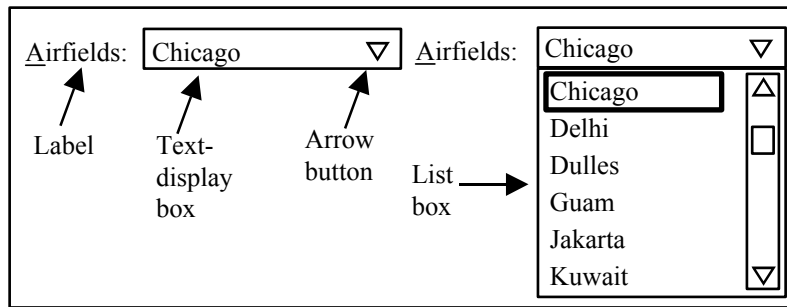 Airfields: Chicago
Label
Text-
display
box
Arrow
button
Airfields: Chicago
Chicago
Delhi
Dulles
Guam
Jakarta
Kuwait
List
box